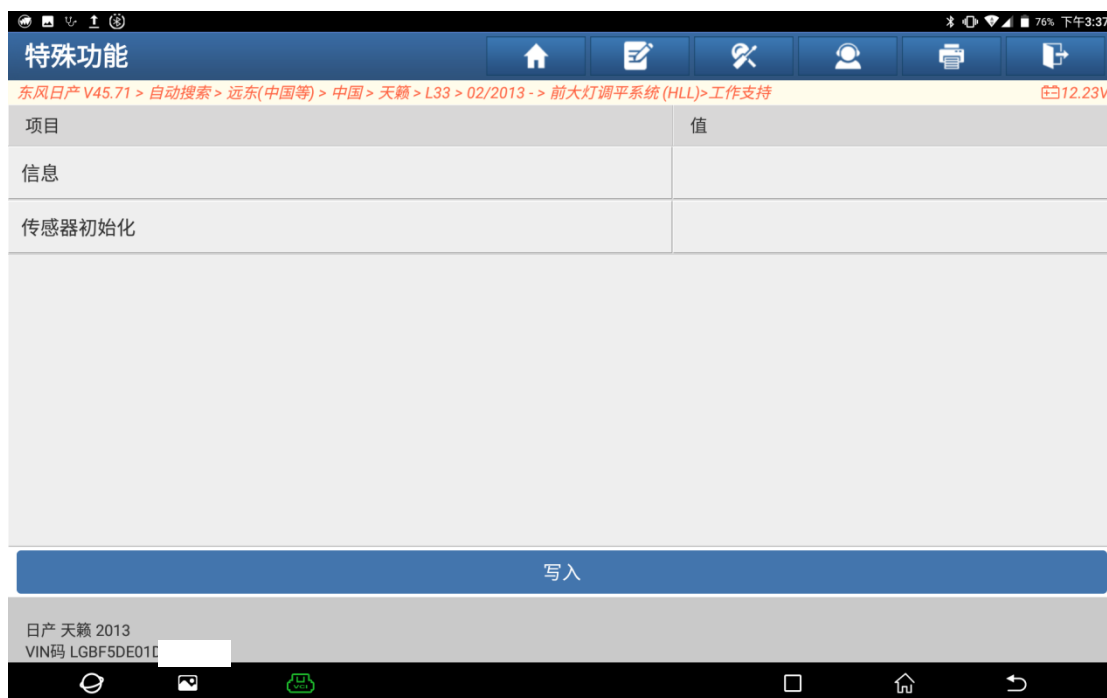 76% 下午3:37
特殊功能
东风日产 V45.71 > 自动搜索 > 远东(中国等) > 中国 > 天籁 > L33 > 02/2013 - > 前大灯调平系统 (HLL)>工作支持 12.23V
项目 值
信息
传感器初始化
写入
日产 天籁 2013
VIN码 LGBF5DE01D
VCI